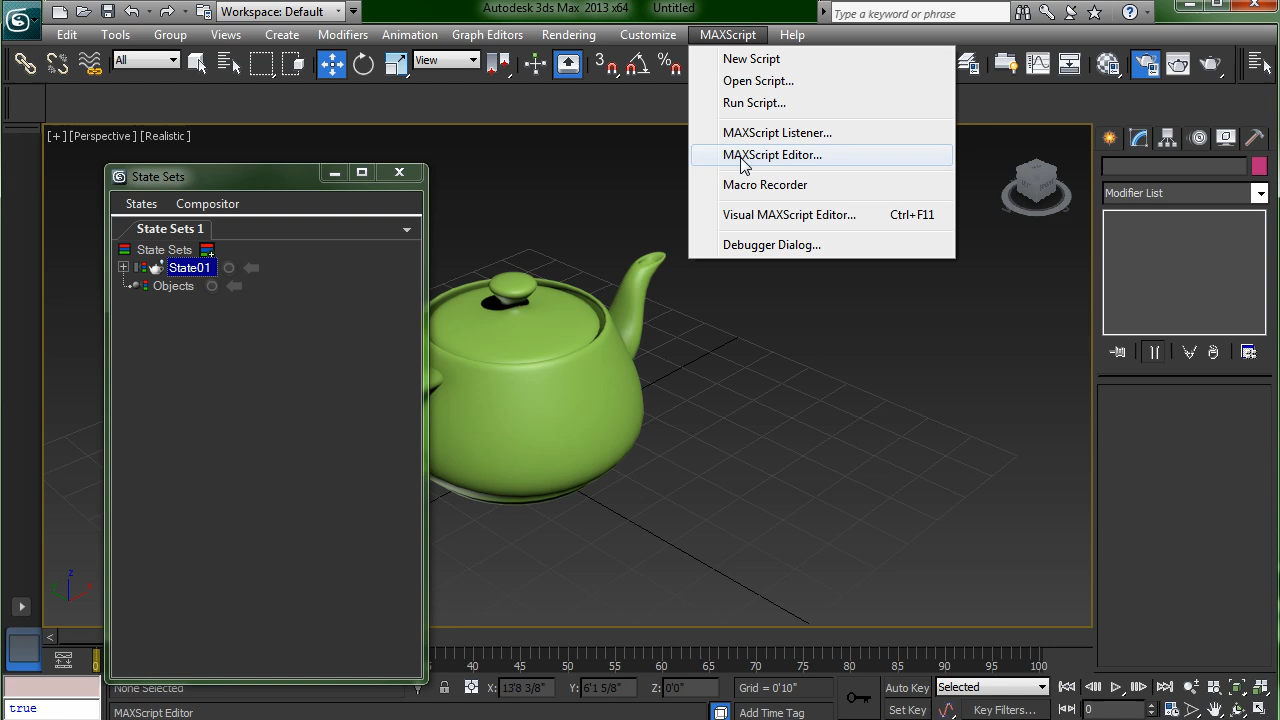 Workspace: Default
Autodesk 3ds Max 2013 x64 Untitled
Type a keyword or phrase
Edit Tools Group Views Create Modifiers Animation Graph Editors Rendering Customize MAXScript Help
All
View
3
%
New Script
Open Script...
Run Script...
MAXScript Listener...
MAXScript Editor...
Macro Recorder
Visual MAXScript Editor... Ctrl+F11
Debugger Dialog...
[+] [Perspective ] [Realistic ]
State Sets
States Compositor
State Sets 1
State Sets
State01
Objects
Modifier List
z
40 45 50 55 60 65 70 75 80 85 90 95 100
0
None Selected
X: 13'8 3/8" Y: 6'1 5/8" Z: 0'0" Grid = 0'10"
Auto Key Selected
true
MAXScript Editor
Add Time Tag
Set Key Key Filters...
0